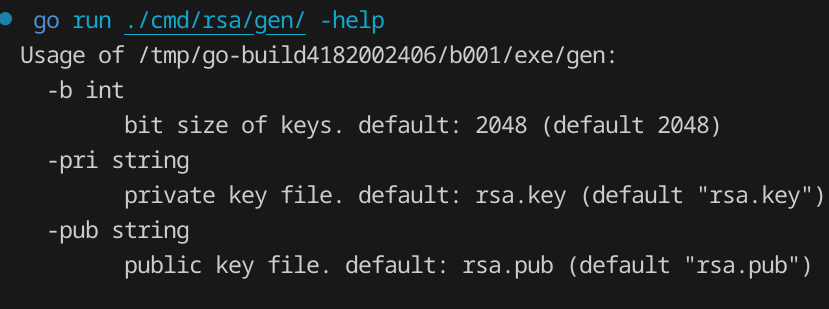 go run ./cmd/rsa/gen/ -help
Usage of /tmp/go-build4182002406/b001/exe/gen:
-b int
bit size of keys. default: 2048 (default 2048)
-pri string
private key file. default: rsa.key (default "rsa.key")
-pub string
public key file. default: rsa.pub (default "rsa.pub")